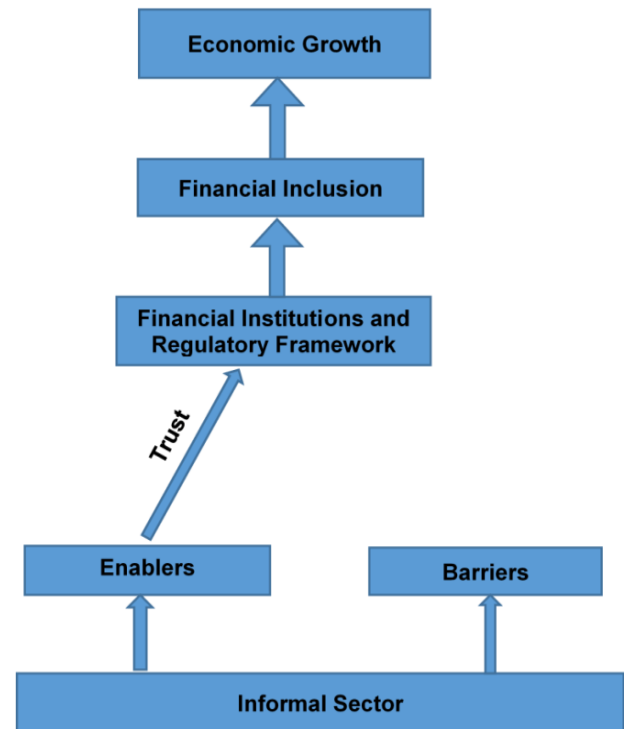 Economic Growth
Financial Inclusion
Financial Institutions and
Regulatory Framework
Trust
Enablers
Barriers
Informal Sector